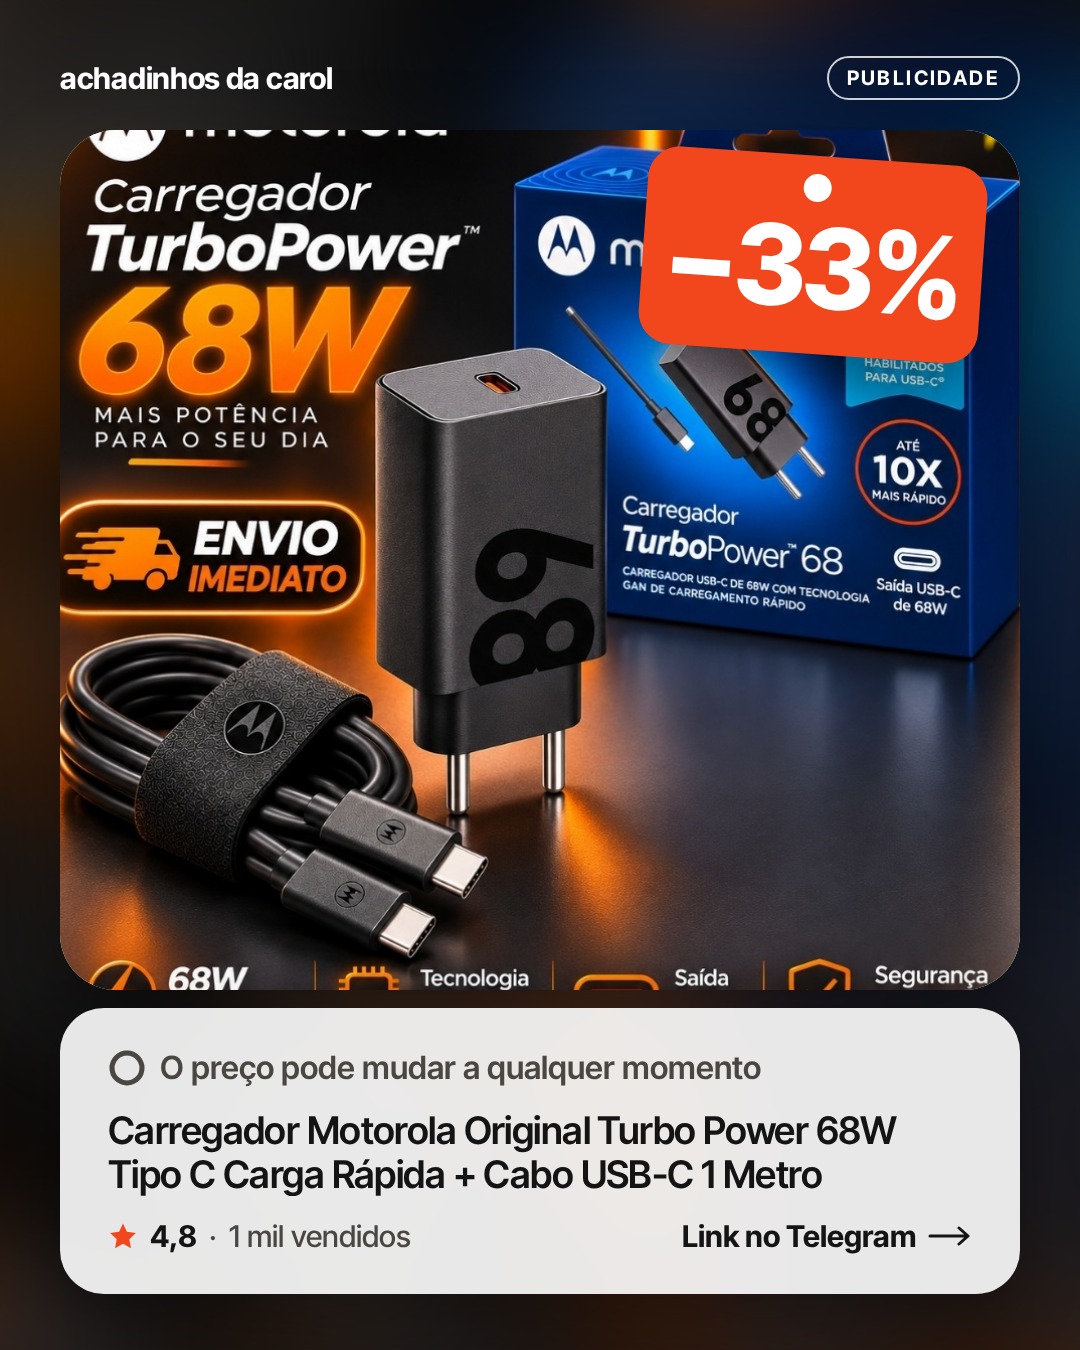 achadinhos da carol
PUBLICIDADE
motorola
Carregador
TurboPower™
68W
MAIS POTÊNCIA
PARA O SEU DIA
ENVIO
IMEDIATO
-33%
m
HABILITADOS
PARA USB-C®
68
ATÉ
10X
MAIS RÁPIDO
Carregador
TurboPower™ 68
CARREGADOR USB-C DE 68W COM TECNOLOGIA
GAN DE CARREGAMENTO RÁPIDO
Saída USB-C
de 68W
68
68W
Tecnologia
Saída
Segurança
O preço pode mudar a qualquer momento
Carregador Motorola Original Turbo Power 68W
Tipo C Carga Rápida + Cabo USB-C 1 Metro
4,8 · 1 mil vendidos
Link no Telegram →